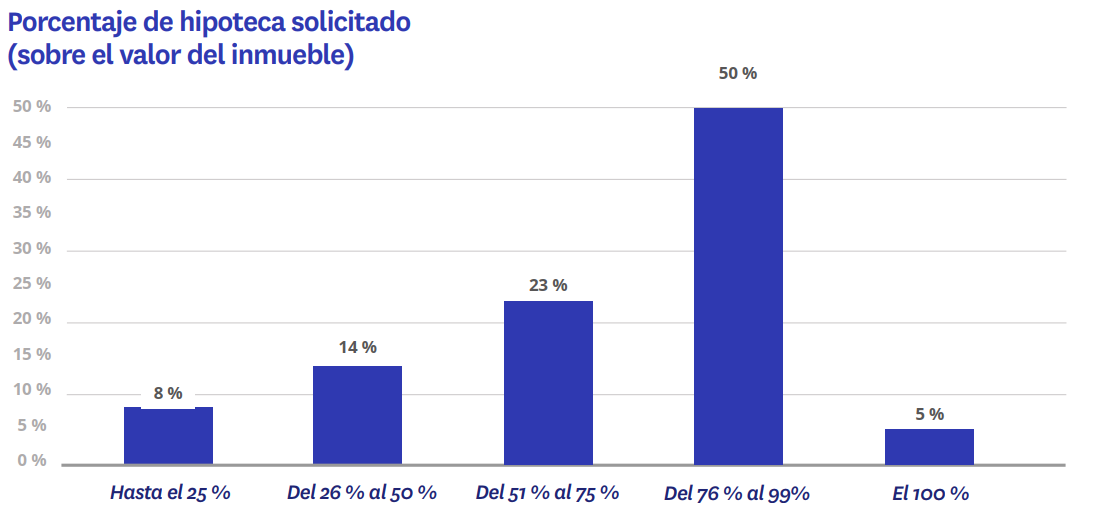 Porcentaje de hipoteca solicitado
(sobre el valor del inmueble)
50 %
50 %
45 %
40 %
35 %
30 %
25 %
23 %
20 %
15 %
14 %
10 %
8 %
5 %
5 %
0 %
Hasta el 25 %
Del 26 % al 50 %
Del 51 % al 75 %
Del 76 % al 99%
El 100 %